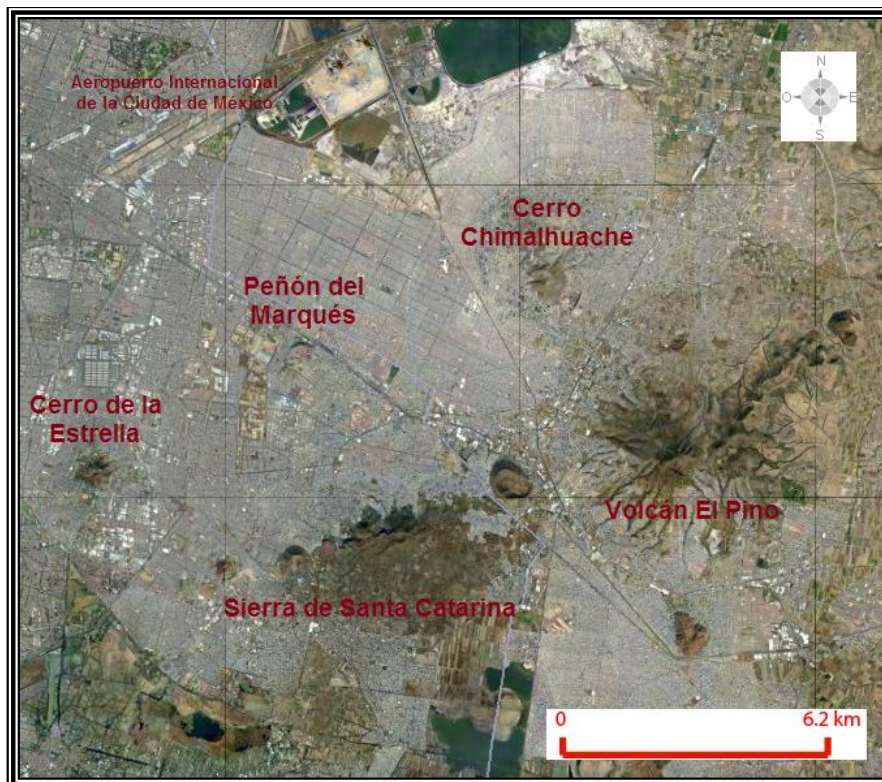 Aeropuerto Internacional
de la Ciudad de México
N
O
E
S
Cerro
Chimalhuache
Peñón del
Marqués
Cerro de la
Estrella
Volcán El Pino
Sierra de Santa Catarina
0
6.2 km